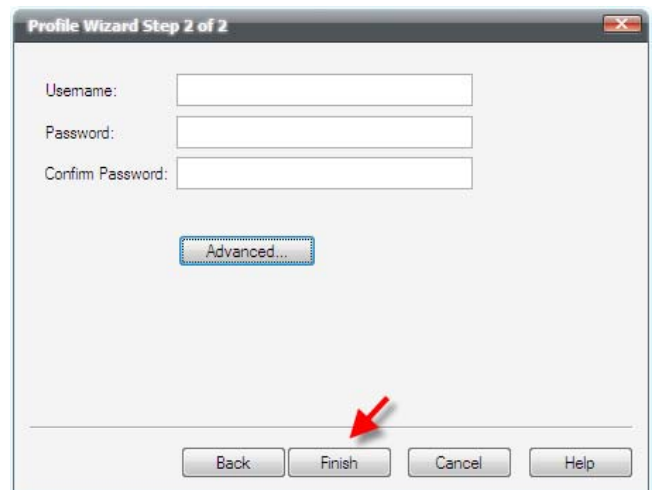 Profile Wizard Step 2 of 2
Username:
Password:
Confirm Password:
Advanced...
Back Finish Cancel Help